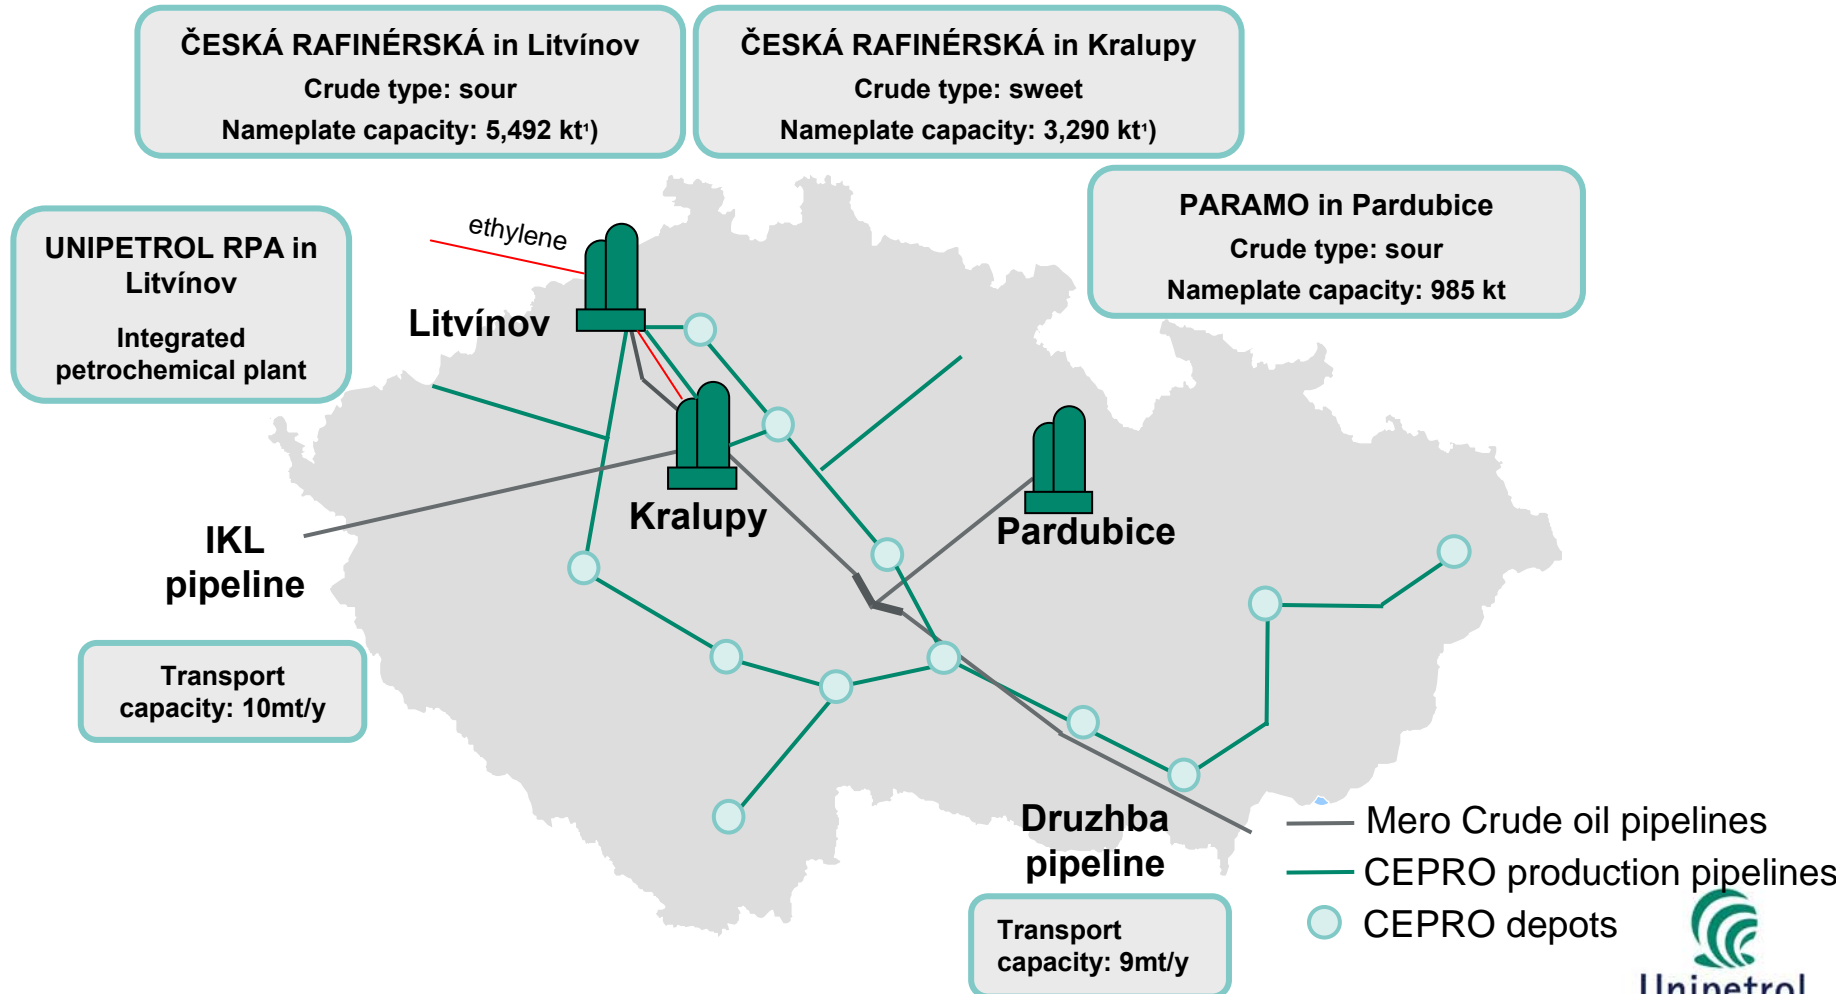 ČESKÁ RAFINÉRSKÁ in Litvínov
Crude type: sour
Nameplate capacity: 5,492 kt¹)
ČESKÁ RAFINÉRSKÁ in Kralupy
Crude type: sweet
Nameplate capacity: 3,290 kt¹)
PARAMO in Pardubice
Crude type: sour
Nameplate capacity: 985 kt
UNIPETROL RPA in
Litvínov
Integrated
petrochemical plant
ethylene
Litvínov
Kralupy
Pardubice
IKL
pipeline
Transport
capacity: 10mt/y
Druzhba
pipeline
Transport
capacity: 9mt/y
Mero Crude oil pipelines
CEPRO production pipelines
CEPRO depots
Unipetrol